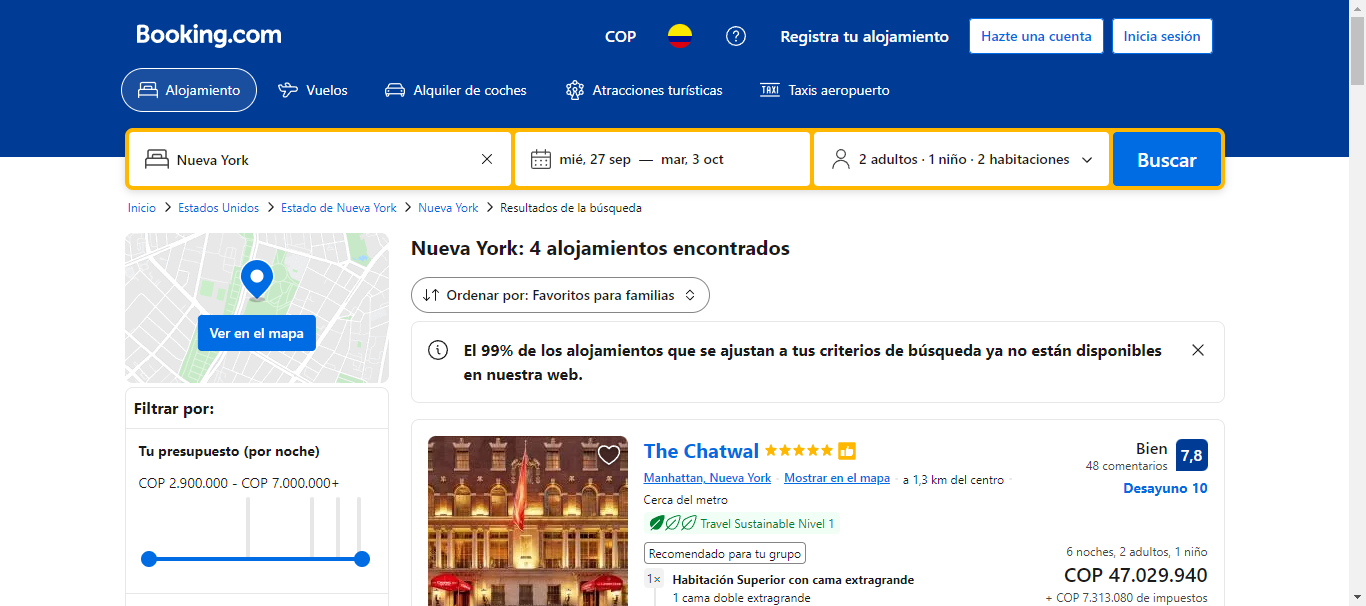 Booking.com
COP
Registra tu alojamiento
Hazte una cuenta
Inicia sesión
Alojamiento
Vuelos
Alquiler de coches
Atracciones turísticas
TAXI
Taxis aeropuerto
Nueva York
mié, 27 sep — mar, 3 oct
2 adultos · 1 niño · 2 habitaciones
Buscar
Inicio > Estados Unidos > Estado de Nueva York > Nueva York > Resultados de la búsqueda
Ver en el mapa
Filtrar por:
Tu presupuesto (por noche)
COP 2.900.000 - COP 7.000.000+
Nueva York: 4 alojamientos encontrados
Ordenar por: Favoritos para familias
El 99% de los alojamientos que se ajustan a tus criterios de búsqueda ya no están disponibles
en nuestra web.
The Chatwal
Manhattan, Nueva York · Mostrar en el mapa · a 1,3 km del centro ·
Cerca del metro
Travel Sustainable Nivel 1
Recomendado para tu grupo
1× Habitación Superior con cama extragrande
1 cama doble extragrande
Bien
7,8
48 comentarios
Desayuno 10
6 noches, 2 adultos, 1 niño
COP 47.029.940
+ COP 7.313.080 de impuestos